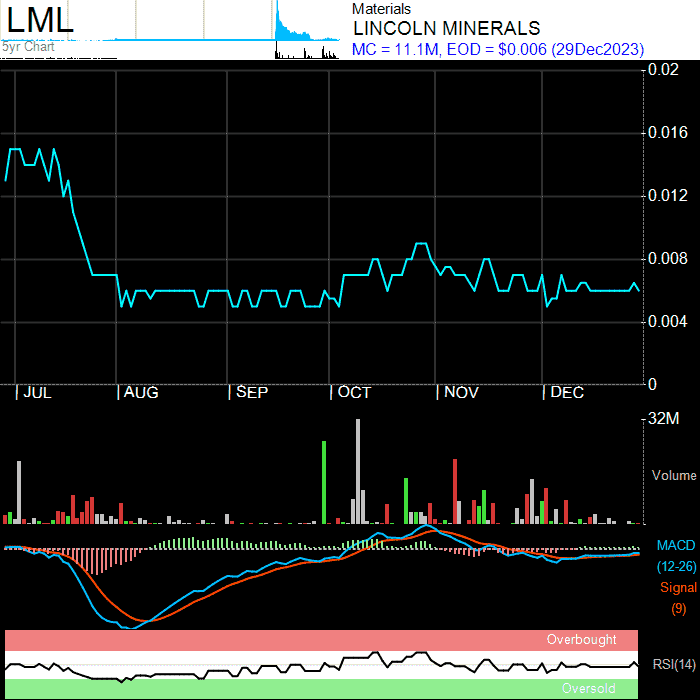 LML
5yr Chart
Materials
LINCOLN MINERALS
MC = 11.1M, EOD = $0.006 (29Dec2023)
0.02
0.016
0.012
0.008
0.004
0
JUL AUG SEP OCT NOV DEC
32M
Volume
MACD
(12-26)
Signal
(9)
Overbought
RSI(14)
Oversold